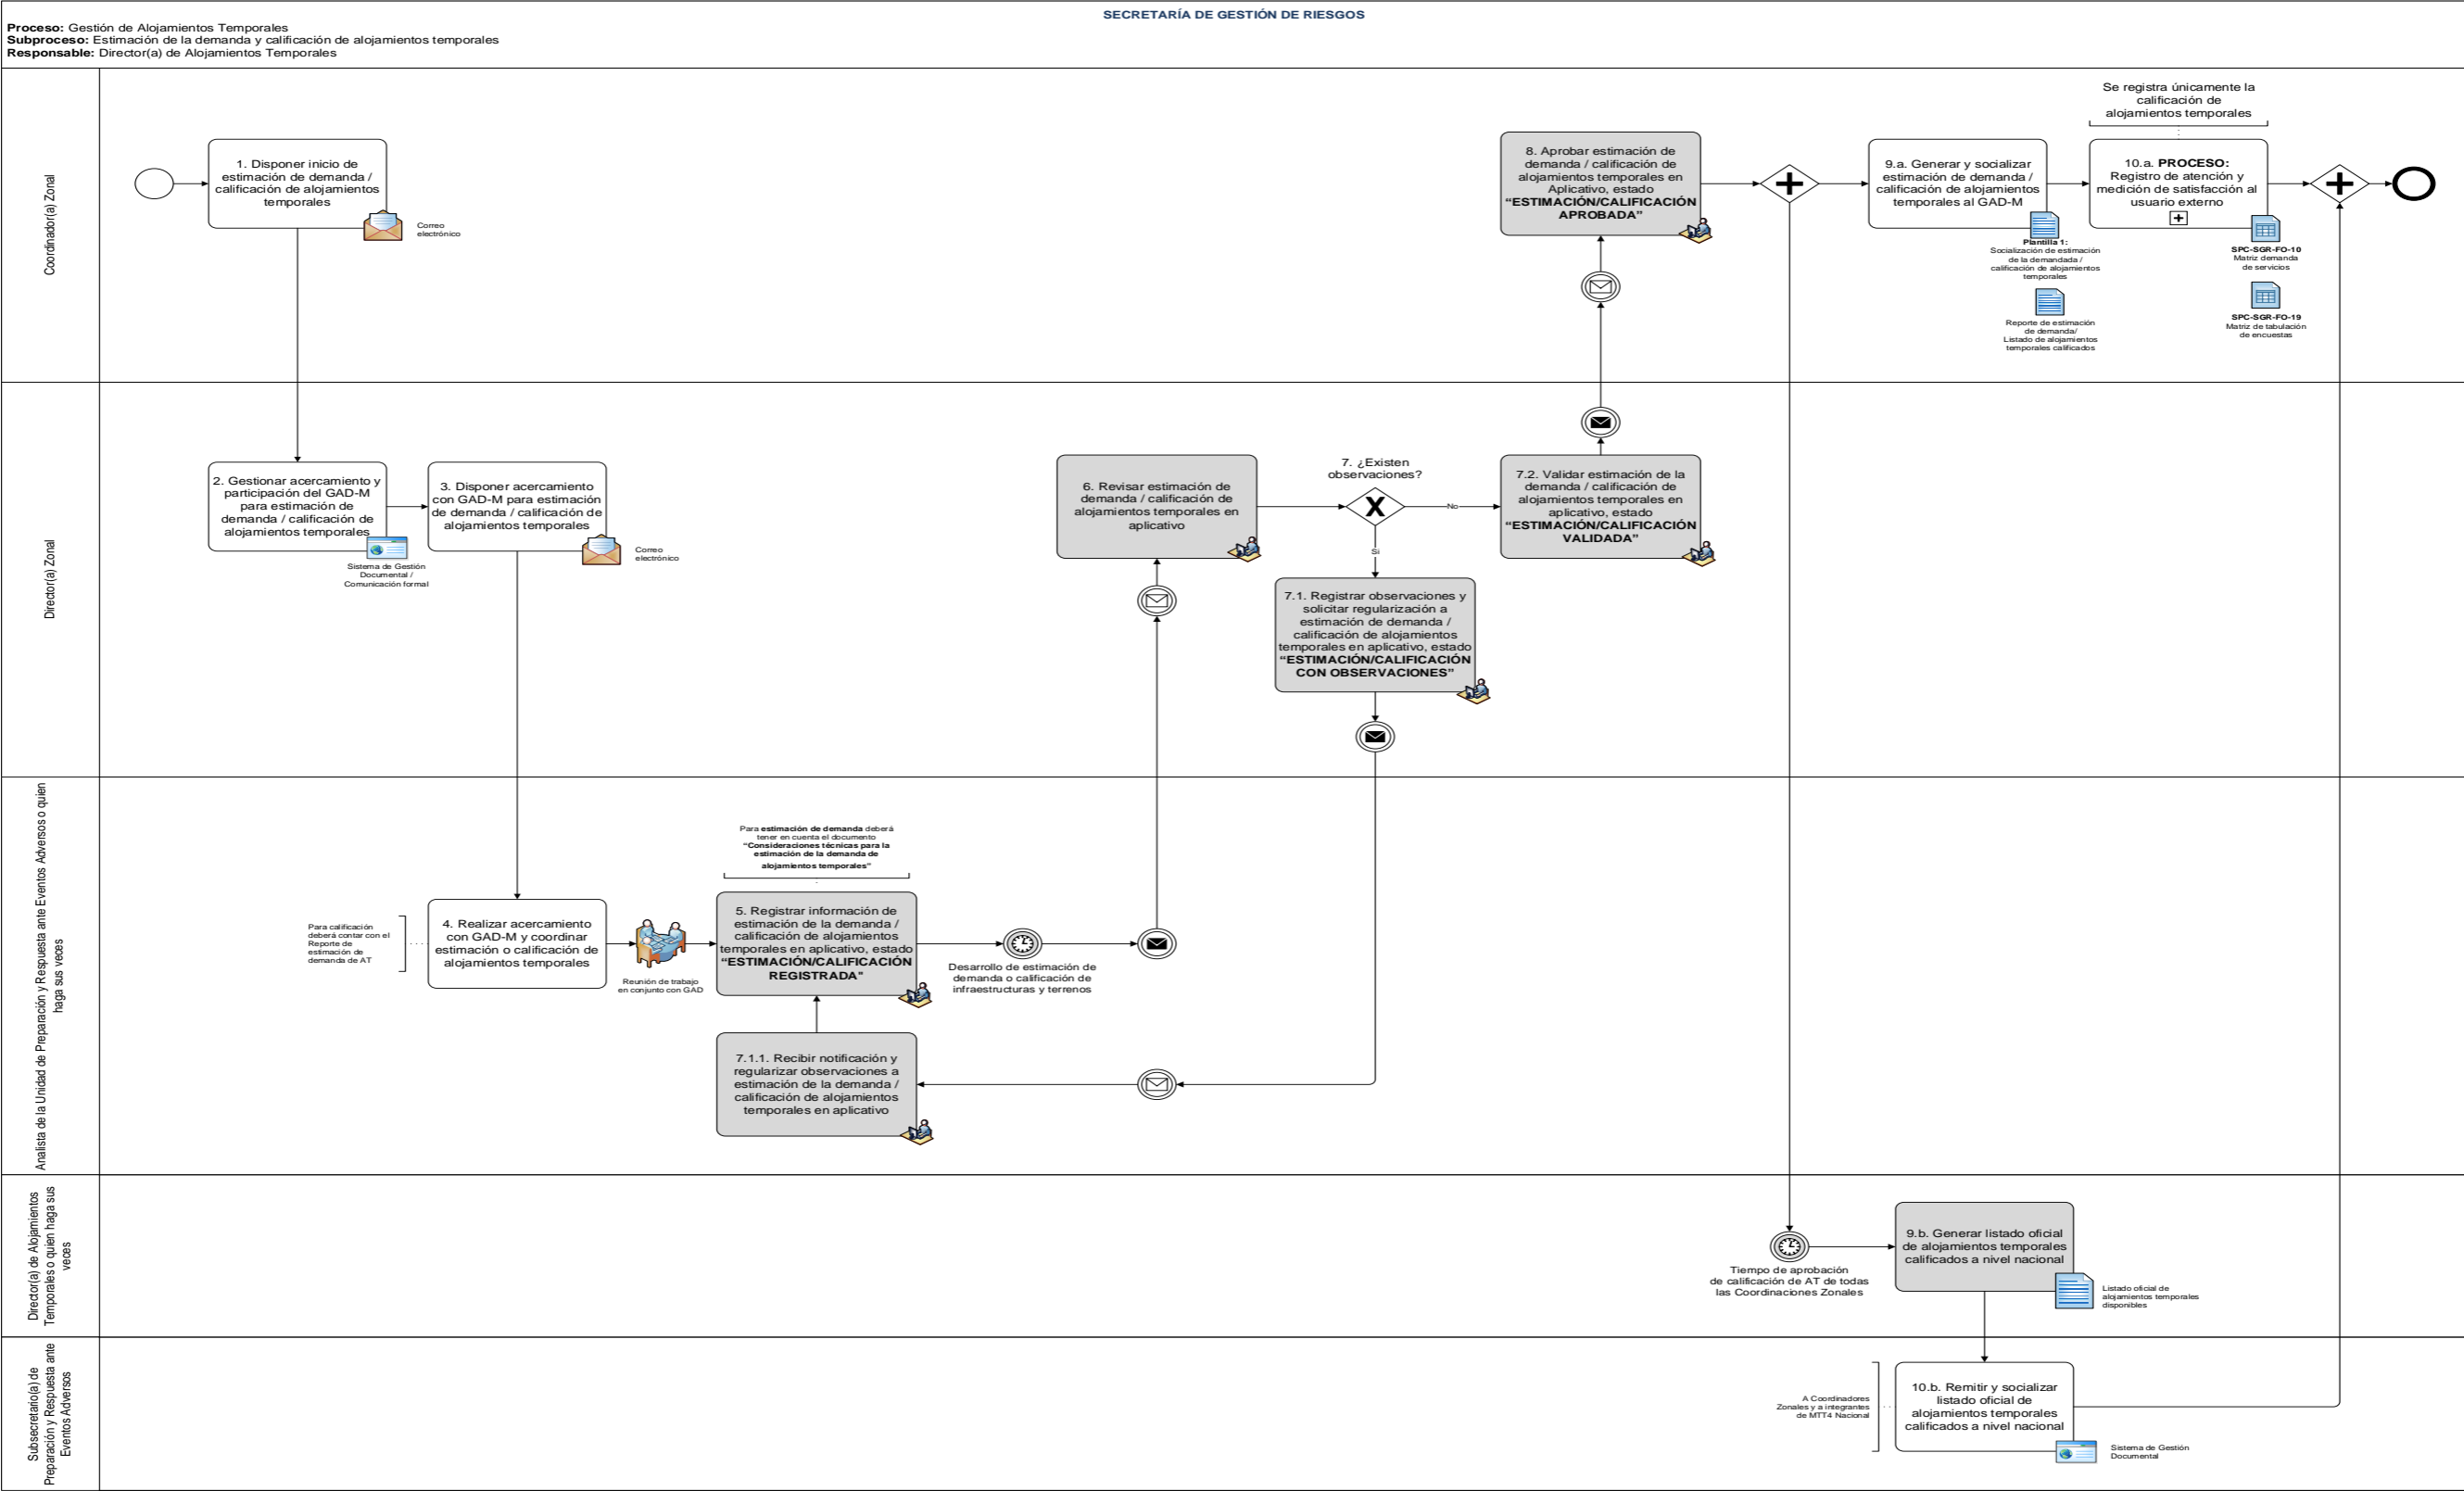 SECRETARÍA DE GESTIÓN DE RIESGOS
Proceso: Gestión de Alojamientos Temporales
Subproceso: Estimación de la demanda y calificación de alojamientos temporales
Responsable: Director(a) de Alojamientos Temporales
Coordinador(a) Zonal
1. Disponer inicio de
estimación de demanda /
calificación de alojamientos
temporales
Correo
electrónico
8. Aprobar estimación de
demanda / calificación de
alojamientos temporales en
Aplicativo, estado
“ESTIMACIÓN/CALIFICACIÓN
APROBADA”
9.a. Generar y socializar
estimación de demanda /
calificación de alojamientos
temporales al GAD-M
Plantilla 1:
Socialización de estimación
de la demandada /
calificación de alojamientos
temporales
Reporte de estimación
de demanda/
Listado de alojamientos
temporales calificados
Se registra únicamente la
calificación de
alojamientos temporales
10.a. PROCESO:
Registro de atención y
medición de satisfacción al
usuario externo
SPC-SGR-FO-10
Matriz demanda
de servicios
SPC-SGR-FO-19
Matriz de tabulación
de encuestas
Director(a) Zonal
2. Gestionar acercamiento y
participación del GAD-M
para estimación de
demanda / calificación de
alojamientos temporales
Sistema de Gestión
Documental /
Comunicación formal
3. Disponer acercamiento
con GAD-M para estimación
de demanda / calificación de
alojamientos temporales
Correo
electrónico
6. Revisar estimación de
demanda / calificación de
alojamientos temporales en
aplicativo
7. ¿Existen
observaciones?
No
Si
7.2. Validar estimación de la
demanda / calificación de
alojamientos temporales en
aplicativo, estado
“ESTIMACIÓN/CALIFICACIÓN
VALIDADA”
7.1. Registrar observaciones y
solicitar regularización a
estimación de demanda /
calificación de alojamientos
temporales en aplicativo, estado
“ESTIMACIÓN/CALIFICACIÓN
CON OBSERVACIONES”
Analista de la Unidad de Preparación y Respuesta ante Eventos Adversos o quien
haga sus veces
Para calificación
deberá contar con el
Reporte de
estimación de
demanda de AT
4. Realizar acercamiento
con GAD-M y coordinar
estimación o calificación de
alojamientos temporales
Reunión de trabajo
en conjunto con GAD
Para estimación de demanda deberá
tener en cuenta el documento
“Consideraciones técnicas para la
estimación de la demanda de
alojamientos temporales”
5. Registrar información de
estimación de la demanda /
calificación de alojamientos
temporales en aplicativo, estado
“ESTIMACIÓN/CALIFICACIÓN
REGISTRADA"
Desarrollo de estimación de
demanda o calificación de
infraestructuras y terrenos
7.1.1. Recibir notificación y
regularizar observaciones a
estimación de la demanda /
calificación de alojamientos
temporales en aplicativo
Director(a) de Alojamientos
Temporales o quien haga sus
veces
Tiempo de aprobación
de calificación de AT de todas
las Coordinaciones Zonales
9.b. Generar listado oficial
de alojamientos temporales
calificados a nivel nacional
Listado oficial de
alojamientos temporales
disponibles
Subsecretario(a) de
Preparación y Respuesta ante
Eventos Adversos
A Coordinadores
Zonales y a integrantes
de MTT4 Nacional
10.b. Remitir y socializar
listado oficial de
alojamientos temporales
calificados a nivel nacional
Sistema de Gestión
Documental